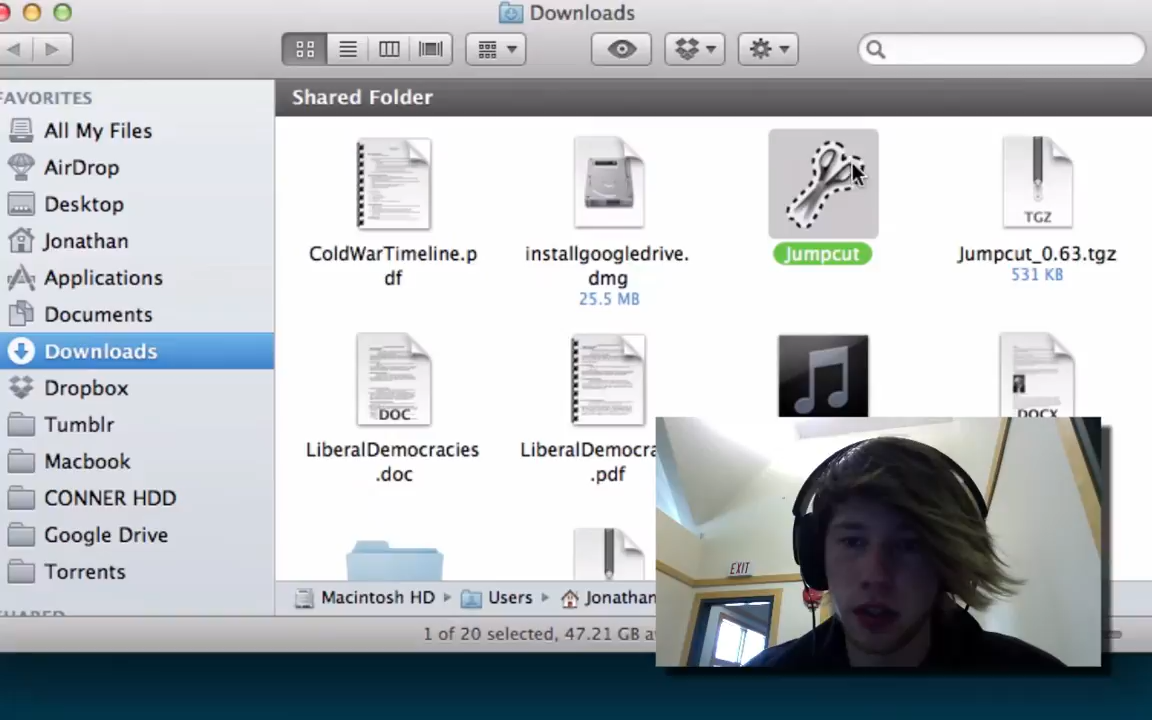 Downloads
Shared Folder
FAVORITES
All My Files
AirDrop
Desktop
Jonathan
Applications
Documents
Downloads
Dropbox
Tumblr
Macbook
CONNER HDD
Google Drive
Torrents
ColdWarTimeline.p
df
installgoogledrive.
dmg
25.5 MB
Jumpcut
TGZ
Jumpcut_0.63.tgz
531 KB
DOC
LiberalDemocracies
.doc
LiberalDemocra
.pdf
DOCX
EXIT
Macintosh HD
Users
Jonathan
1 of 20 selected, 47.21 GB